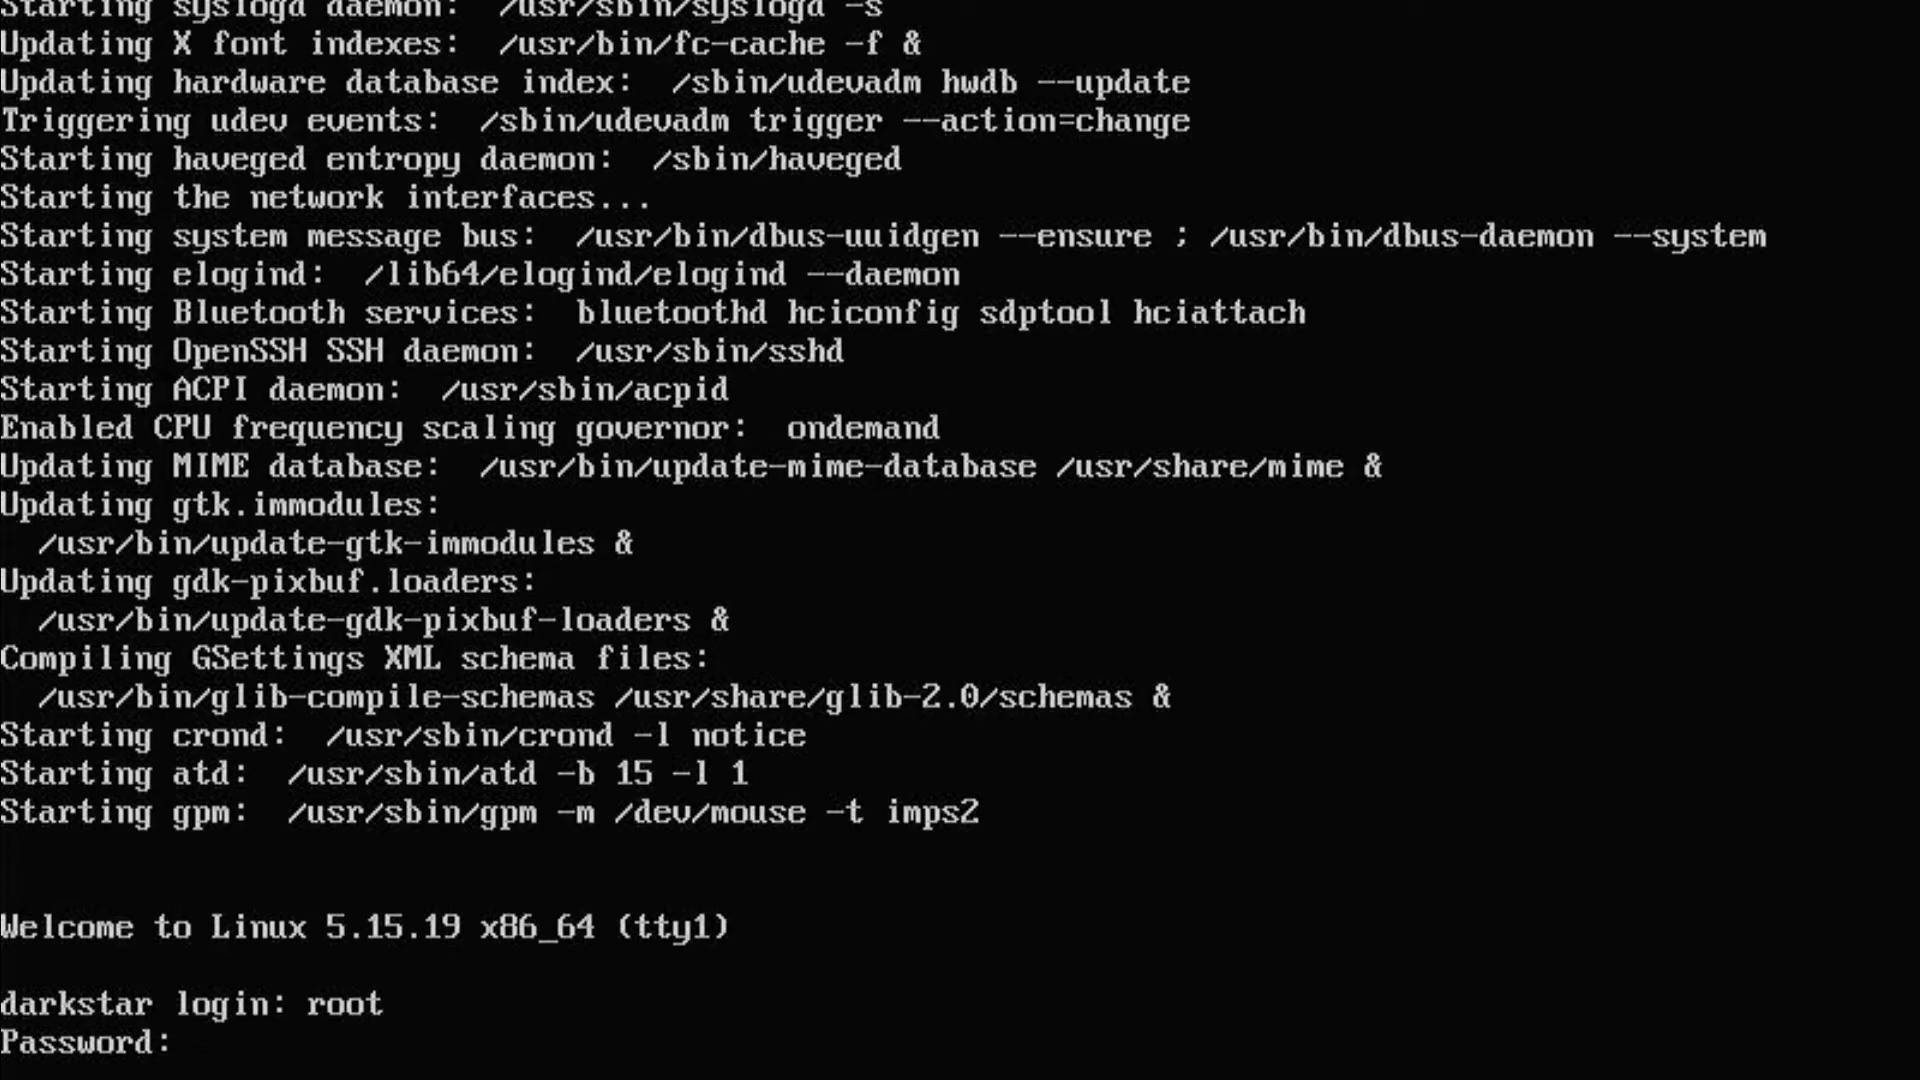 Starting syslogd daemon:  /usr/sbin/syslogd -s
Updating X font indexes:  /usr/bin/fc-cache -f &
Updating hardware database index:  /sbin/udevadm hwdb --update
Triggering udev events:  /sbin/udevadm trigger --action=change
Starting haveged entropy daemon:  /sbin/haveged
Starting the network interfaces...
Starting system message bus:  /usr/bin/dbus-uuidgen --ensure ; /usr/bin/dbus-daemon --system
Starting elogind:  /lib64/elogind/elogind --daemon
Starting Bluetooth services:  bluetoothd hciconfig sdptool hciattach
Starting OpenSSH SSH daemon:  /usr/sbin/sshd
Starting ACPI daemon:  /usr/sbin/acpid
Enabled CPU frequency scaling governor:  ondemand
Updating MIME database:  /usr/bin/update-mime-database /usr/share/mime &
Updating gtk.immodules:
  /usr/bin/update-gtk-immodules &
Updating gdk-pixbuf.loaders:
  /usr/bin/update-gdk-pixbuf-loaders &
Compiling GSettings XML schema files:
  /usr/bin/glib-compile-schemas /usr/share/glib-2.0/schemas &
Starting crond:  /usr/sbin/crond -l notice
Starting atd:  /usr/sbin/atd -b 15 -l 1
Starting gpm:  /usr/sbin/gpm -m /dev/mouse -t imps2
Welcome to Linux 5.15.19 x86_64 (tty1)
darkstar login: root
Password: